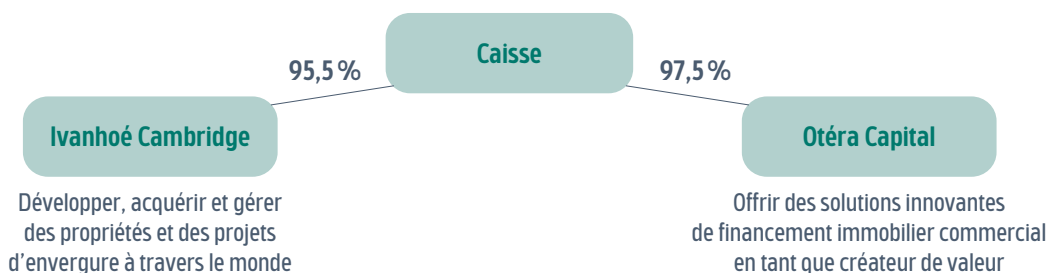 Caisse
95,5 %
97,5 %
Ivanhoé Cambridge
Otéra Capital
Développer, acquérir et gérer
des propriétés et des projets
d'envergure à travers le monde
Offrir des solutions innovantes
de financement immobilier commercial
en tant que créateur de valeur